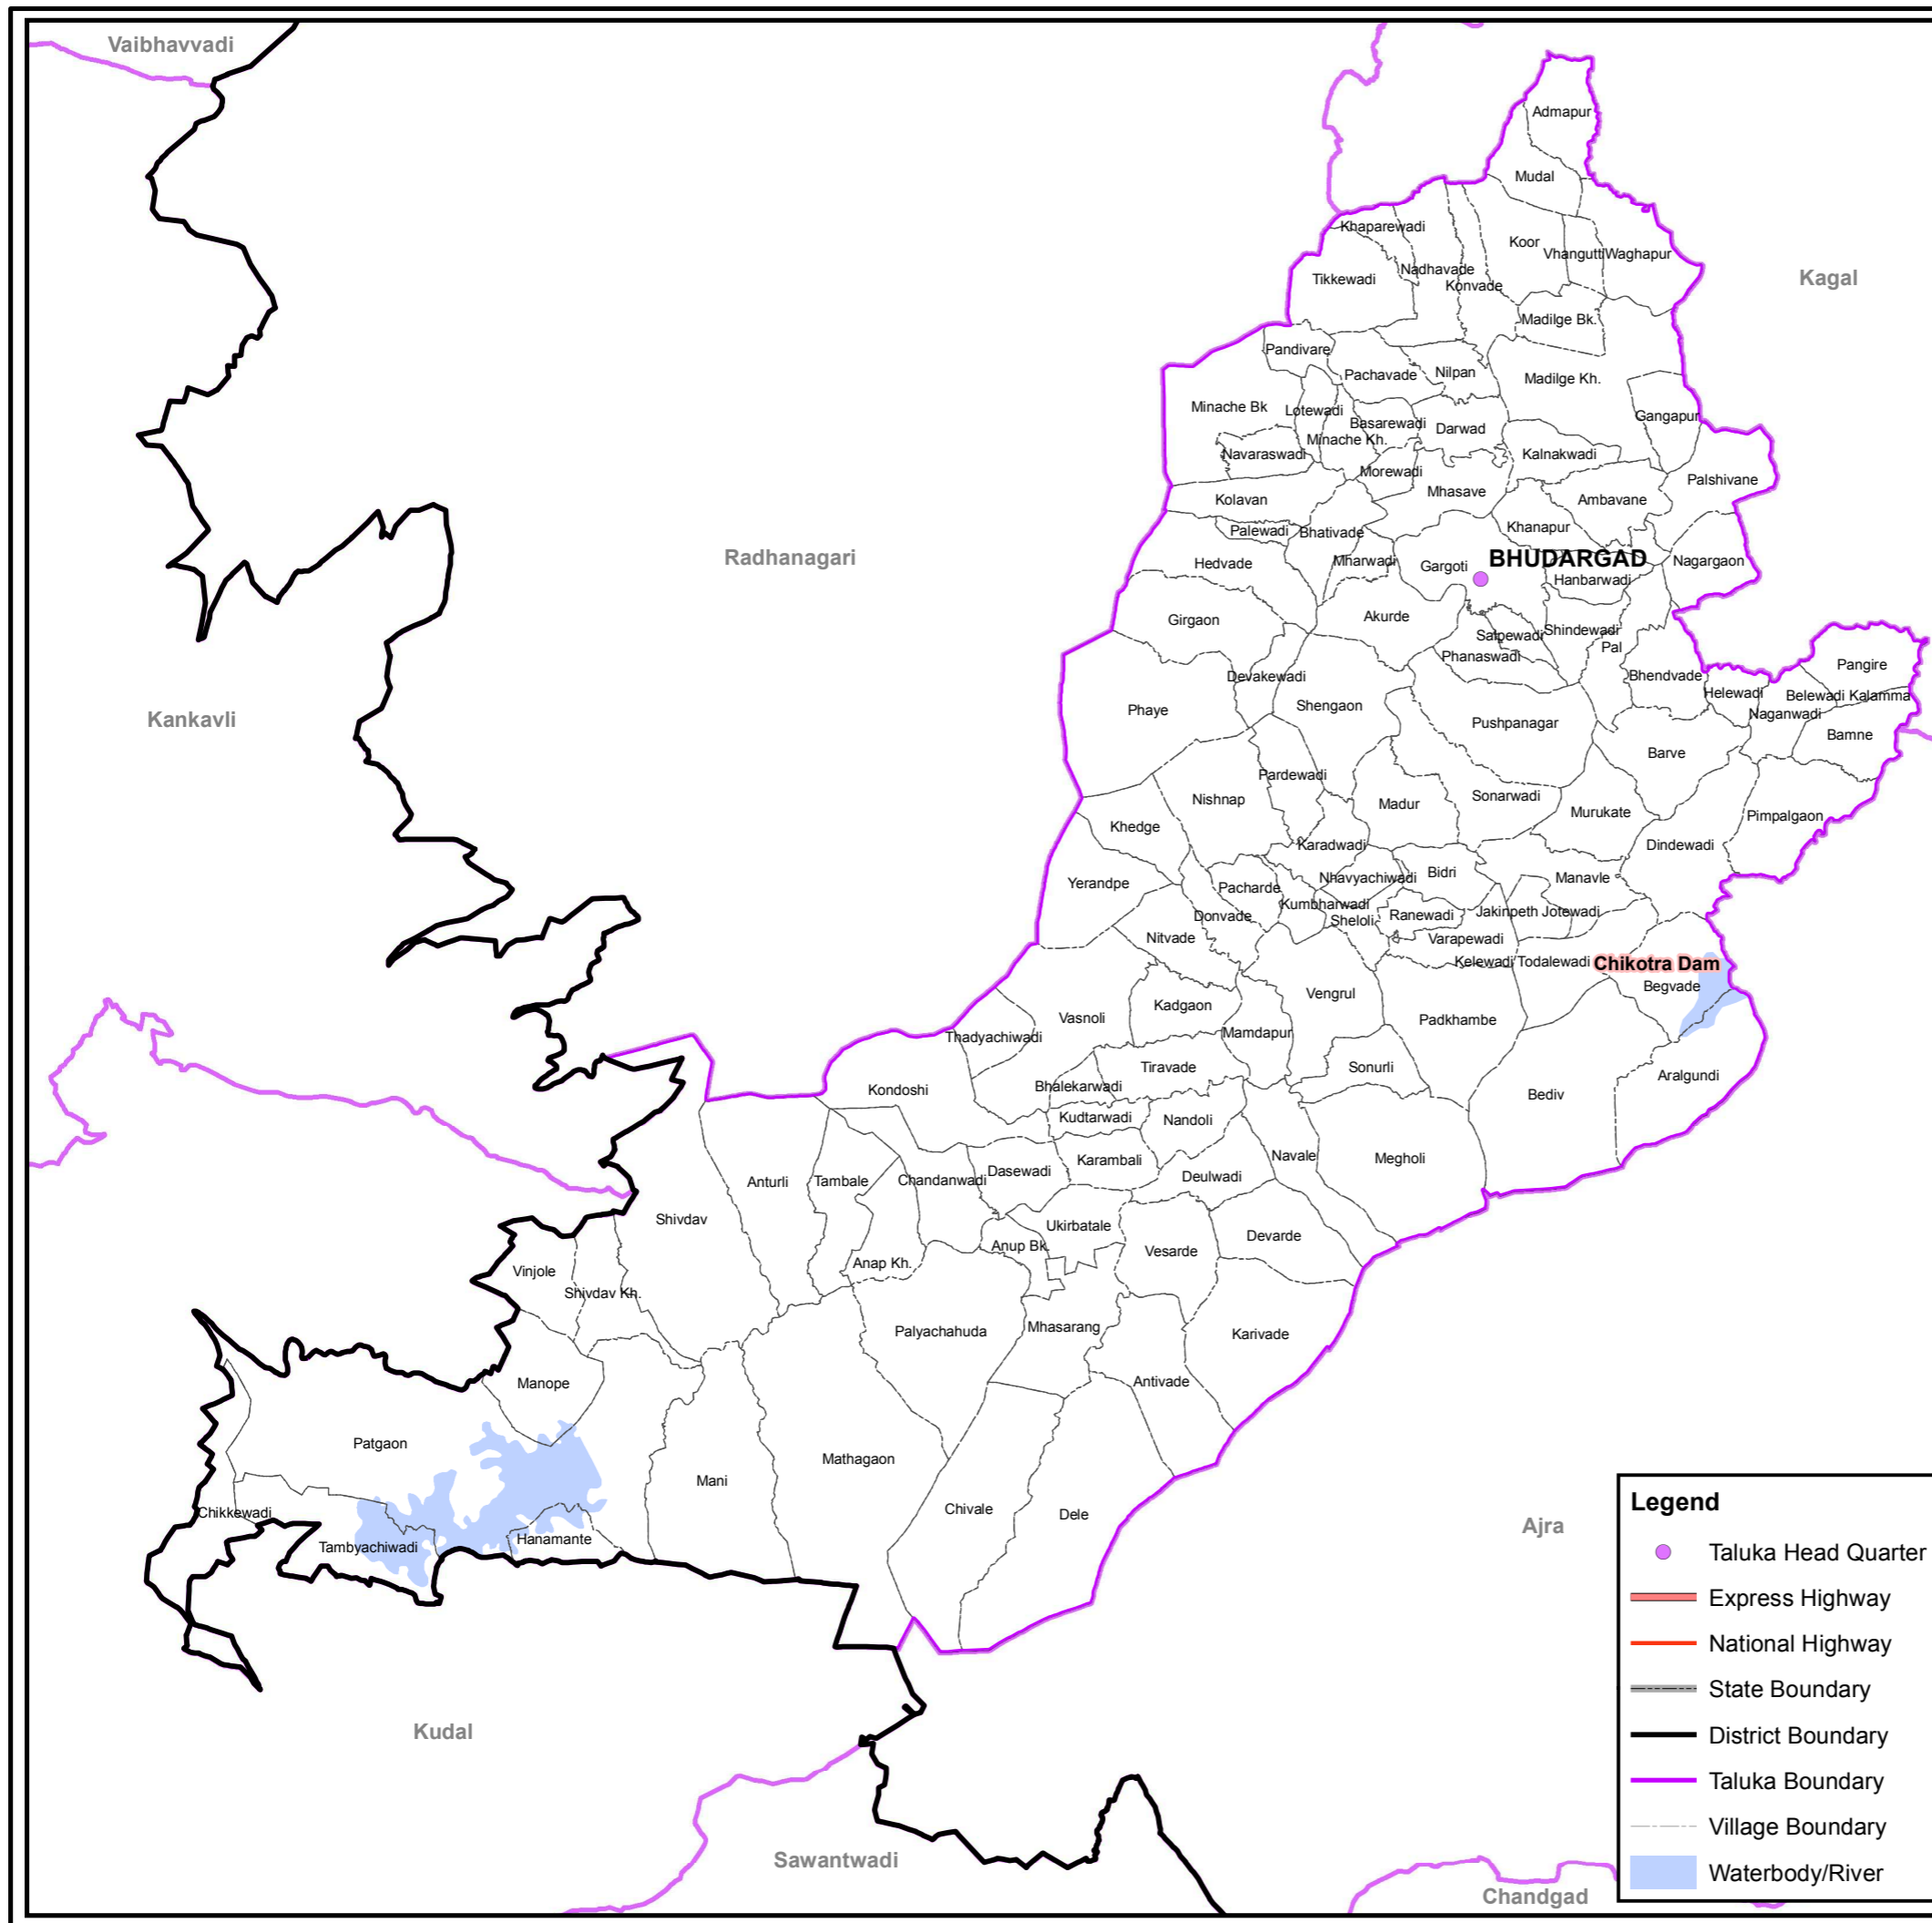 Vaibhavvadi
Admapur
Mudal
Khaparewadi
Koor
Vhangutti
Waghapur
Nadhavade
Kagal
Tikkewadi
Konvade
Madilge Bk.
Pandivare
Pachavade
Nilpan
Madilge Kh.
Minache Bk
Lotewadi
Gangapur
Basarewadi
Darwad
Minache Kh.
Navaraswadi
Kalnakwadi
Morewadi
Palshivane
Mhasave
Kolavan
Ambavane
Khanapur
Palewadi
Bhativade
Radhanagari
BHUDARGAD
Hedvade
Mharwadi
Gargoti
Nagargaon
Hanbarwadi
Girgaon
Akurde
Salpewadi
Shindewadi
Pal
Phanaswadi
Pangire
Devakewadi
Bhendvade
Helewadi
Belewadi Kalamma
Shengaon
Phaye
Naganwadi
Kankavli
Pushpanagar
Bamne
Barve
Pardewadi
Nishnap
Madur
Sonarwadi
Murukate
Pimpalgaon
Khedge
Karadwadi
Dindewadi
Bidri
Yerandpe
Nhavyachiwadi
Manavle
Pacharde
Kumbharwadi
Donvade
Sheloli
Ranewadi
Jakinpeth
Jotewadi
Nitvade
Varapewadi
Kelewadi
Todalewadi
Chikotra Dam
Begvade
Vengrul
Kadgaon
Vasnoli
Padkhambe
Thadyachiwadi
Mamdapur
Tiravade
Sonurli
Aralgundi
Bhalekarwadi
Kondoshi
Bediv
Kudtarwadi
Nandoli
Navale
Megholi
Karambali
Dasewadi
Deulwadi
Anturli
Tambale
Chandanwadi
Shivdav
Ukirbatale
Devarde
Anup Bk.
Vesarde
Anap Kh.
Vinjole
Shivdav Kh.
Palyachahuda
Mhasarang
Karivade
Manope
Antivade
Patgaon
Mathagaon
Mani
Chikkewadi
Chivale
Dele
Hanamante
Tambyachiwadi
Ajra
Kudal
Sawantwadi
Chandgad
Legend
Taluka Head Quarter
Express Highway
National Highway
State Boundary
District Boundary
Taluka Boundary
Village Boundary
Waterbody/River